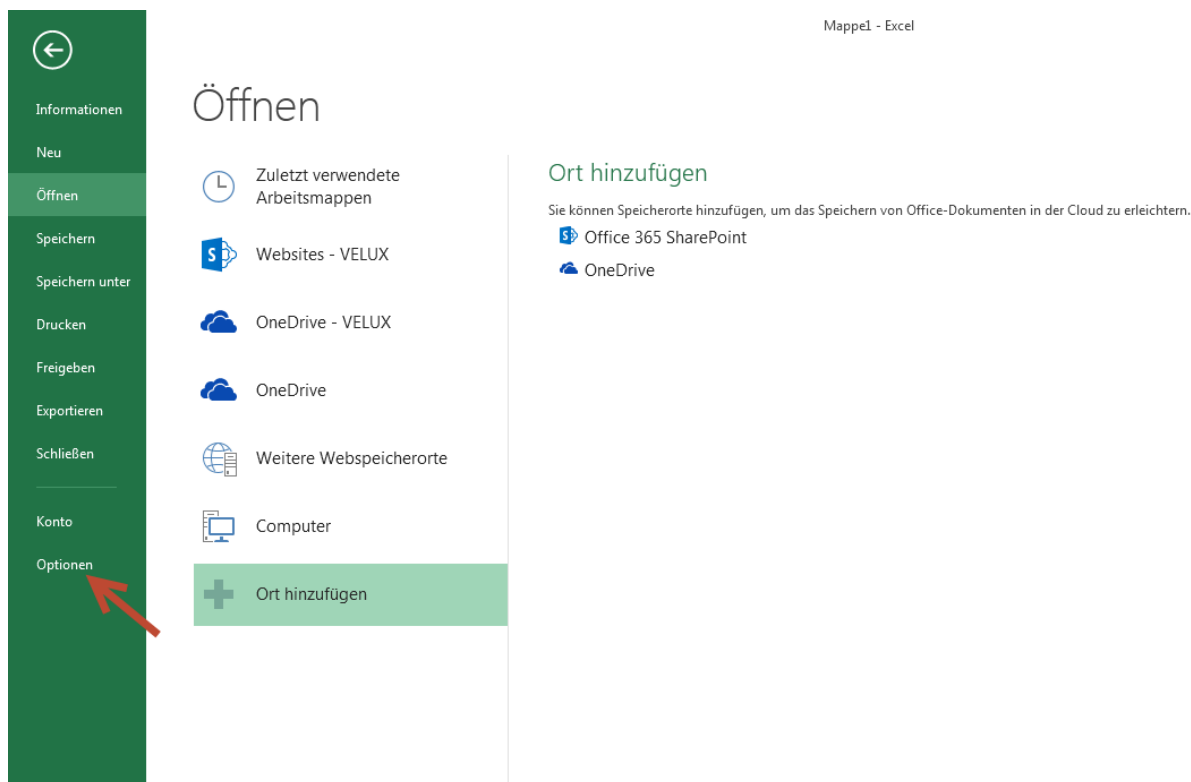 Mappe1 - Excel
Informationen
Neu
Öffnen
Speichern
Speichern unter
Drucken
Freigeben
Exportieren
Schließen
Konto
Optionen
Öffnen
Zuletzt verwendete
Arbeitsmappen
Websites - VELUX
OneDrive - VELUX
OneDrive
Weitere Webspeicherorte
Computer
Ort hinzufügen
Ort hinzufügen
Sie können Speicherorte hinzufügen, um das Speichern von Office-Dokumenten in der Cloud zu erleichtern.
Office 365 SharePoint
OneDrive